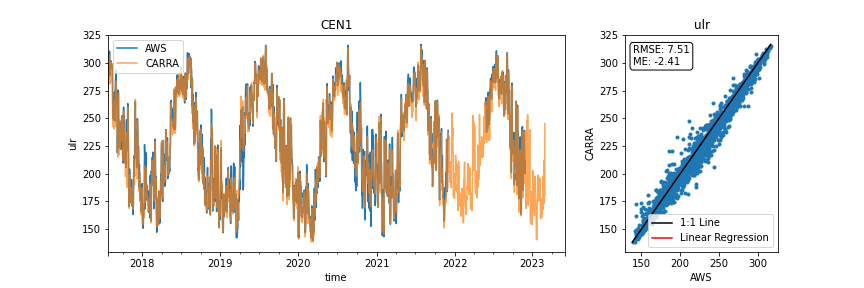 CEN1
325
300
275
250
225
200
175
150
ulr
AWS
CARRA
2018
2019
2020
2021
2022
2023
time
ulr
325
300
275
250
225
200
175
150
CARRA
RMSE: 7.51
ME: -2.41
1:1 Line
Linear Regression
150
200
250
300
AWS